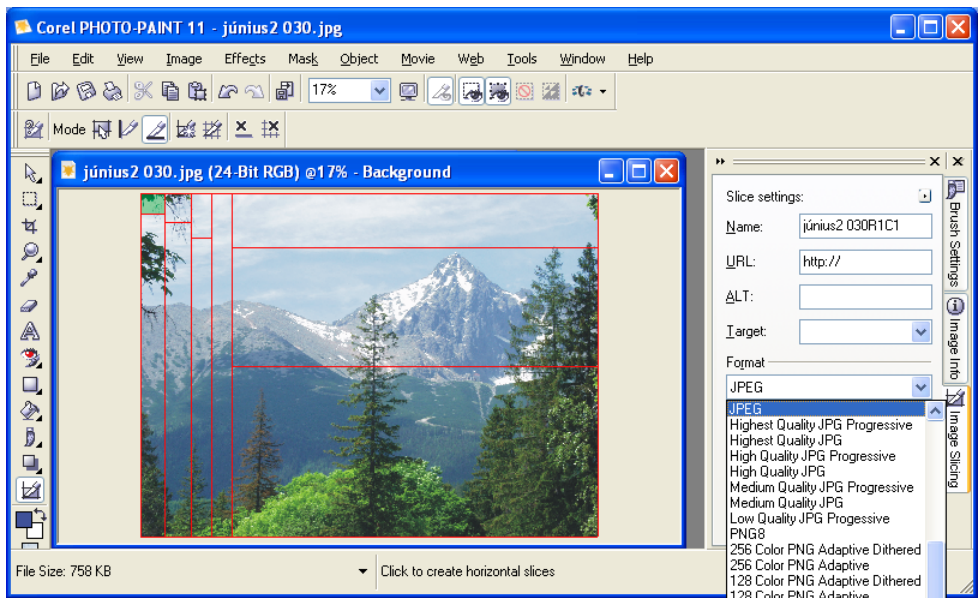 Corel PHOTO-PAINT 11 - június2 030.jpg
File Edit View Image Effects Mask Object Movie Web Tools Window Help
17%
Mode
június2 030.jpg (24-Bit RGB) @17% - Background
Slice settings:
Name: június2 030R1C1
URL: http://
ALT:
Target:
Format
JPEG
JPEG
Highest Quality JPG Progressive
Highest Quality JPG
High Quality JPG Progressive
High Quality JPG
Medium Quality JPG Progressive
Medium Quality JPG
Low Quality JPG Progessive
PNG8
256 Color PNG Adaptive Dithered
256 Color PNG Adaptive
128 Color PNG Adaptive Dithered
128 Color PNG Adaptive
Brush Settings
Image Info
Image Slicing
File Size: 758 KB
Click to create horizontal slices